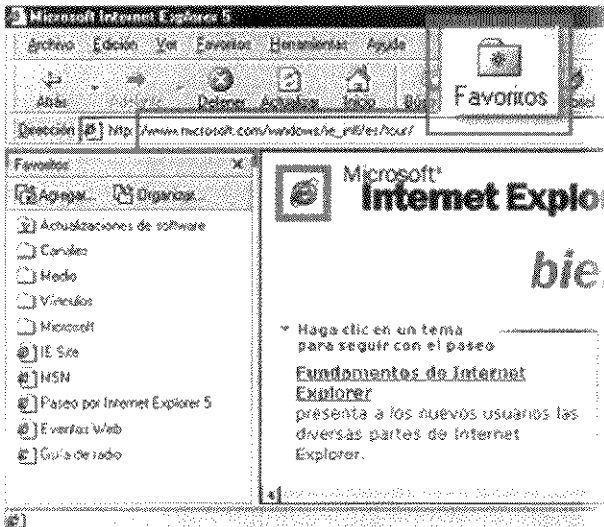 Microsoft Internet Explorer 5
Archivo Edición Ver Favoritos Herramientas Ayuda
Atrás Detener Actualizar Inicio
Favoritos
Dirección http://www.microsoft.com/windows/ie_intl/es/tour/
Favoritos
Agregar... Organizar...
Actualizaciones de software
Canales
Medio
Vínculos
Microsoft
IE Site
MSN
Paseo por Internet Explorer 5
Eventos Web
Guía de radio
Microsoft
Internet Explo
bie
Haga clic en un tema
para seguir con el paseo
Fundamentos de Internet
Explorer
presenta a los nuevos usuarios las
diversas partes de Internet
Explorer.